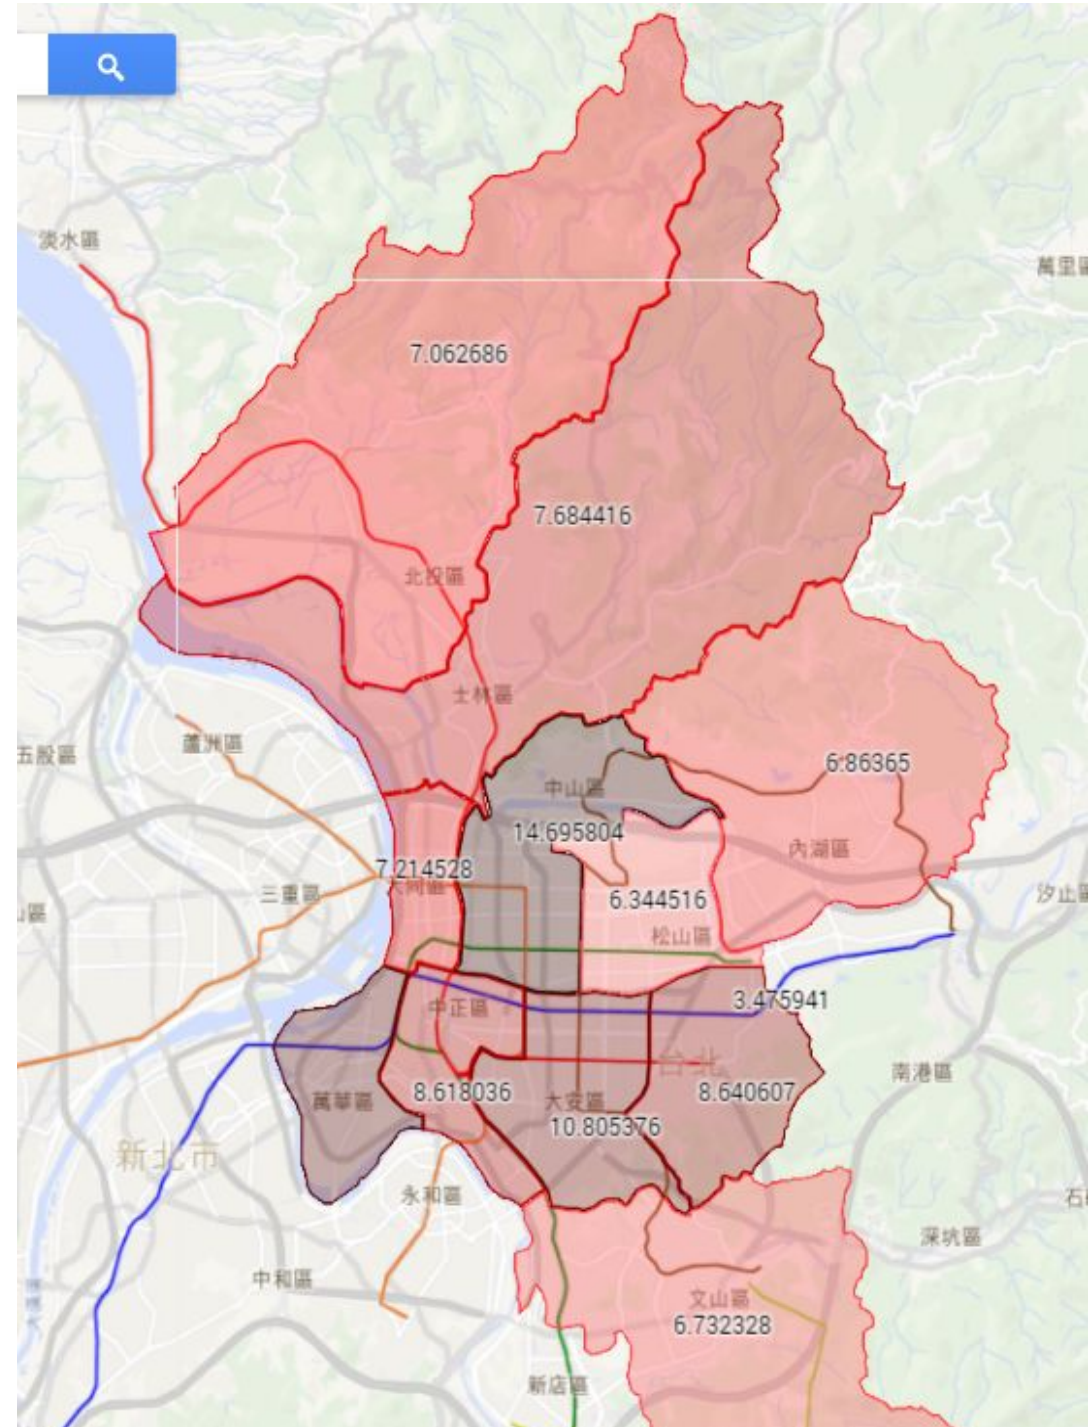 淡水區
萬里區
7.062686
7.684416
北投區
士林區
蘆洲區
五股區
6.86365
中山區
14.695804
內湖區
7.214528
大同區
三重區
6.344516
汐止
松山區
3.475941
中正區
台北
南港區
8.618036
8.640607
萬華區
大安區
10.805376
新北市
永和區
深坑區
中和區
文山區
6.732328
新店區